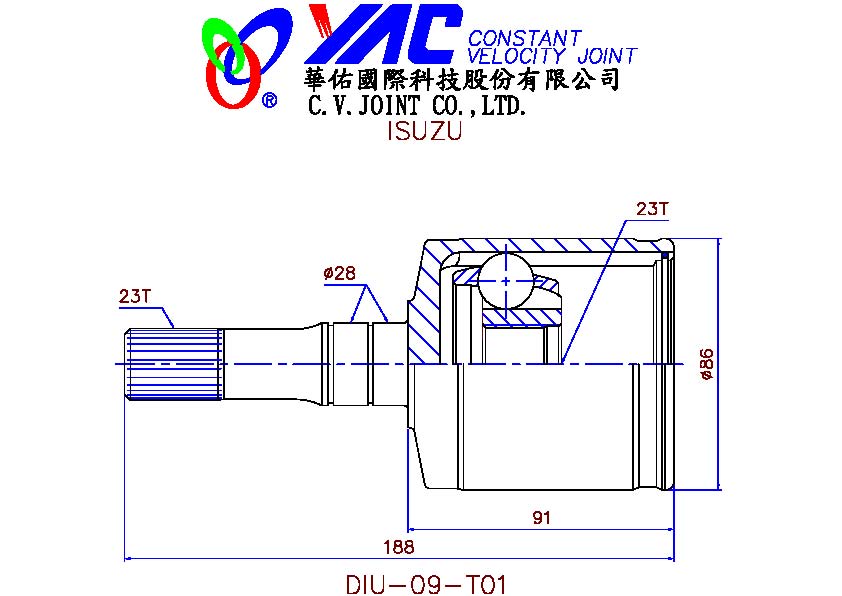 YAC CONSTANT
VELOCITY JOINT
®
華佑國際科技股份有限公司
C.V.JOINT CO.,LTD.
ISUZU
23T
ø28
23T
ø86
91
188
DIU-09-T01